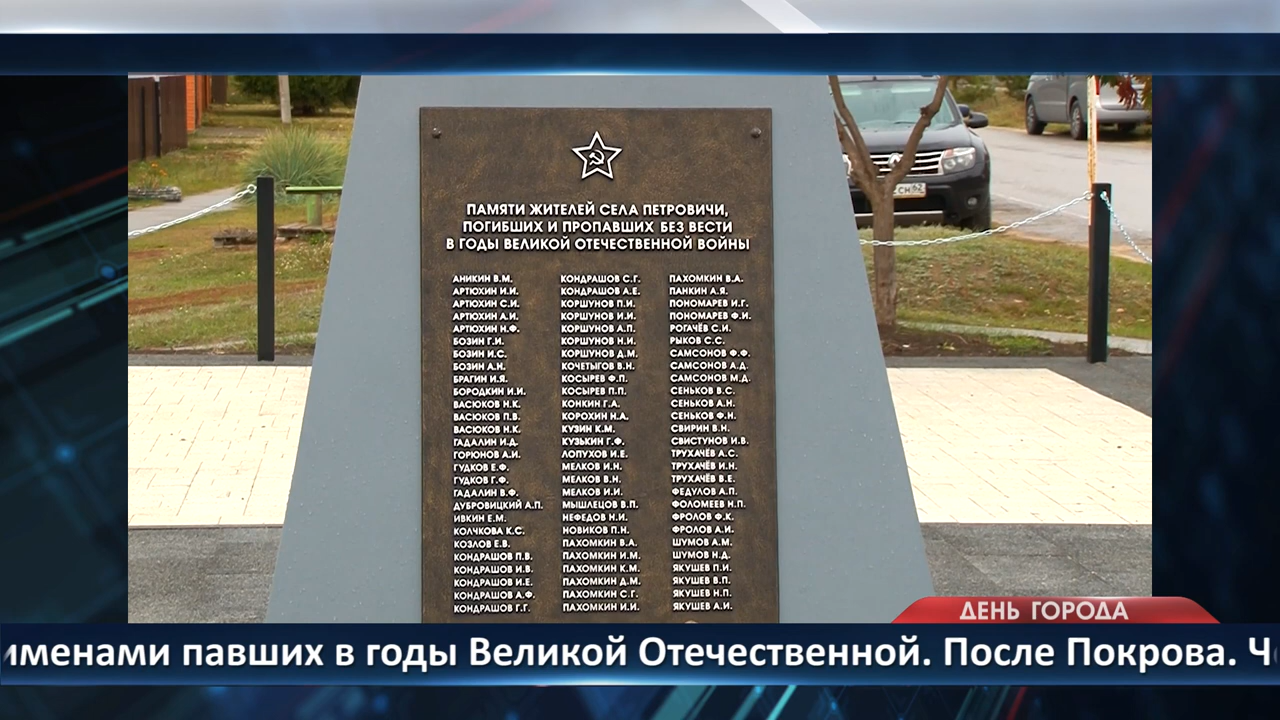 ПАМЯТИ ЖИТЕЛЕЙ СЕЛА ПЕТРОВИЧИ,
ПОГИБШИХ И ПРОПАВШИХ БЕЗ ВЕСТИ
В ГОДЫ ВЕЛИКОЙ ОТЕЧЕСТВЕННОЙ ВОЙНЫ
АНИКИН В.М.
АРТЮХИН И.И.
АРТЮХИН С.И.
АРТЮХИН А.И.
АРТЮХИН Н.Ф.
БОЗИН Г.И.
БОЗИН И.С.
БОЗИН А.Н.
БРАГИН И.Я.
БОРОДКИН И.И.
ВАСЮКОВ Н.К.
ВАСЮКОВ П.В.
ВАСЮКОВ Н.К.
ГАДАЛИН И.Д.
ГОРЮНОВ А.И.
ГУДКОВ Е.Ф.
ГУДКОВ Г.Ф.
ГАДАЛИН В.Ф.
ДУБРОВИЦКИЙ А.П.
ИВКИН Е.М.
КОЛЧКОВА К.С.
КОЗЛОВ Е.В.
КОНДРАШОВ П.В.
КОНДРАШОВ И.В.
КОНДРАШОВ И.Е.
КОНДРАШОВ А.Ф.
КОНДРАШОВ Г.Г.
КОНДРАШОВ С.Г.
КОНДРАШОВ А.Е.
КОРШУНОВ П.И.
КОРШУНОВ И.И.
КОРШУНОВ А.П.
КОРШУНОВ Н.И.
КОРШУНОВ Д.М.
КОЧЕТЫГОВ В.Н.
КОСЫРЕВ Ф.П.
КОСЫРЕВ П.П.
КОНКИН Г.А.
КОРОХИН Н.А.
КУЗИН К.М.
КУЗЬКИН Г.Ф.
ЛОПУХОВ И.Е.
МЕЛКОВ И.Н.
МЕЛКОВ В.Н.
МЕЛКОВ И.И.
МЫШЛЕЦОВ В.П.
НЕФЕДОВ Н.И.
НОВИКОВ П.Н.
ПАХОМКИН В.А.
ПАХОМКИН И.М.
ПАХОМКИН К.М.
ПАХОМКИН Д.М.
ПАХОМКИН С.Г.
ПАХОМКИН И.И.
ПАХОМКИН В.А.
ПАНКИН А.Я.
ПОНОМАРЕВ И.Г.
ПОНОМАРЕВ Ф.И.
РОГАЧЁВ С.И.
РЫКОВ С.С.
САМСОНОВ Ф.Ф.
САМСОНОВ А.Д.
САМСОНОВ М.Д.
СЕНЬКОВ В.С.
СЕНЬКОВ А.Н.
СЕНЬКОВ Ф.Н.
СВИРИН В.Н.
СВИСТУНОВ И.В.
ТРУХАЧЁВ А.С.
ТРУХАЧЁВ И.Н.
ТРУХАЧЁВ В.Е.
ФЕДУЛОВ А.П.
ФОЛОМЕЕВ Н.П.
ФРОЛОВ Ф.К.
ФРОЛОВ А.И.
ШУМОВ А.М.
ШУМОВ Н.Д.
ЯКУШЕВ П.И.
ЯКУШЕВ В.П.
ЯКУШЕВ Н.П.
ЯКУШЕВ А.И.
ДЕНЬ ГОРОДА
именами павших в годы Великой Отечественной. После Покрова.